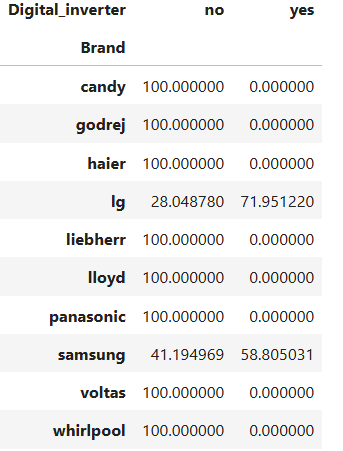 Digital_inverter no yes
Brand
candy 100.000000 0.000000
godrej 100.000000 0.000000
haier 100.000000 0.000000
lg 28.048780 71.951220
liebherr 100.000000 0.000000
lloyd 100.000000 0.000000
panasonic 100.000000 0.000000
samsung 41.194969 58.805031
voltas 100.000000 0.000000
whirlpool 100.000000 0.000000